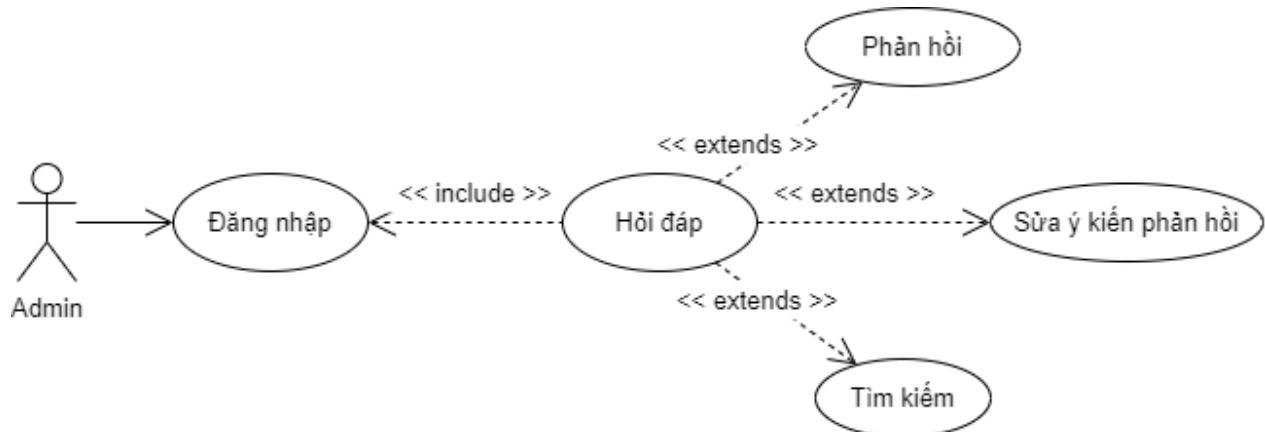 Phản hồi
<< extends >>
<< include >>
<< extends >>
Đăng nhập
Hỏi đáp
Sửa ý kiến phản hồi
<< extends >>
Admin
Tìm kiếm